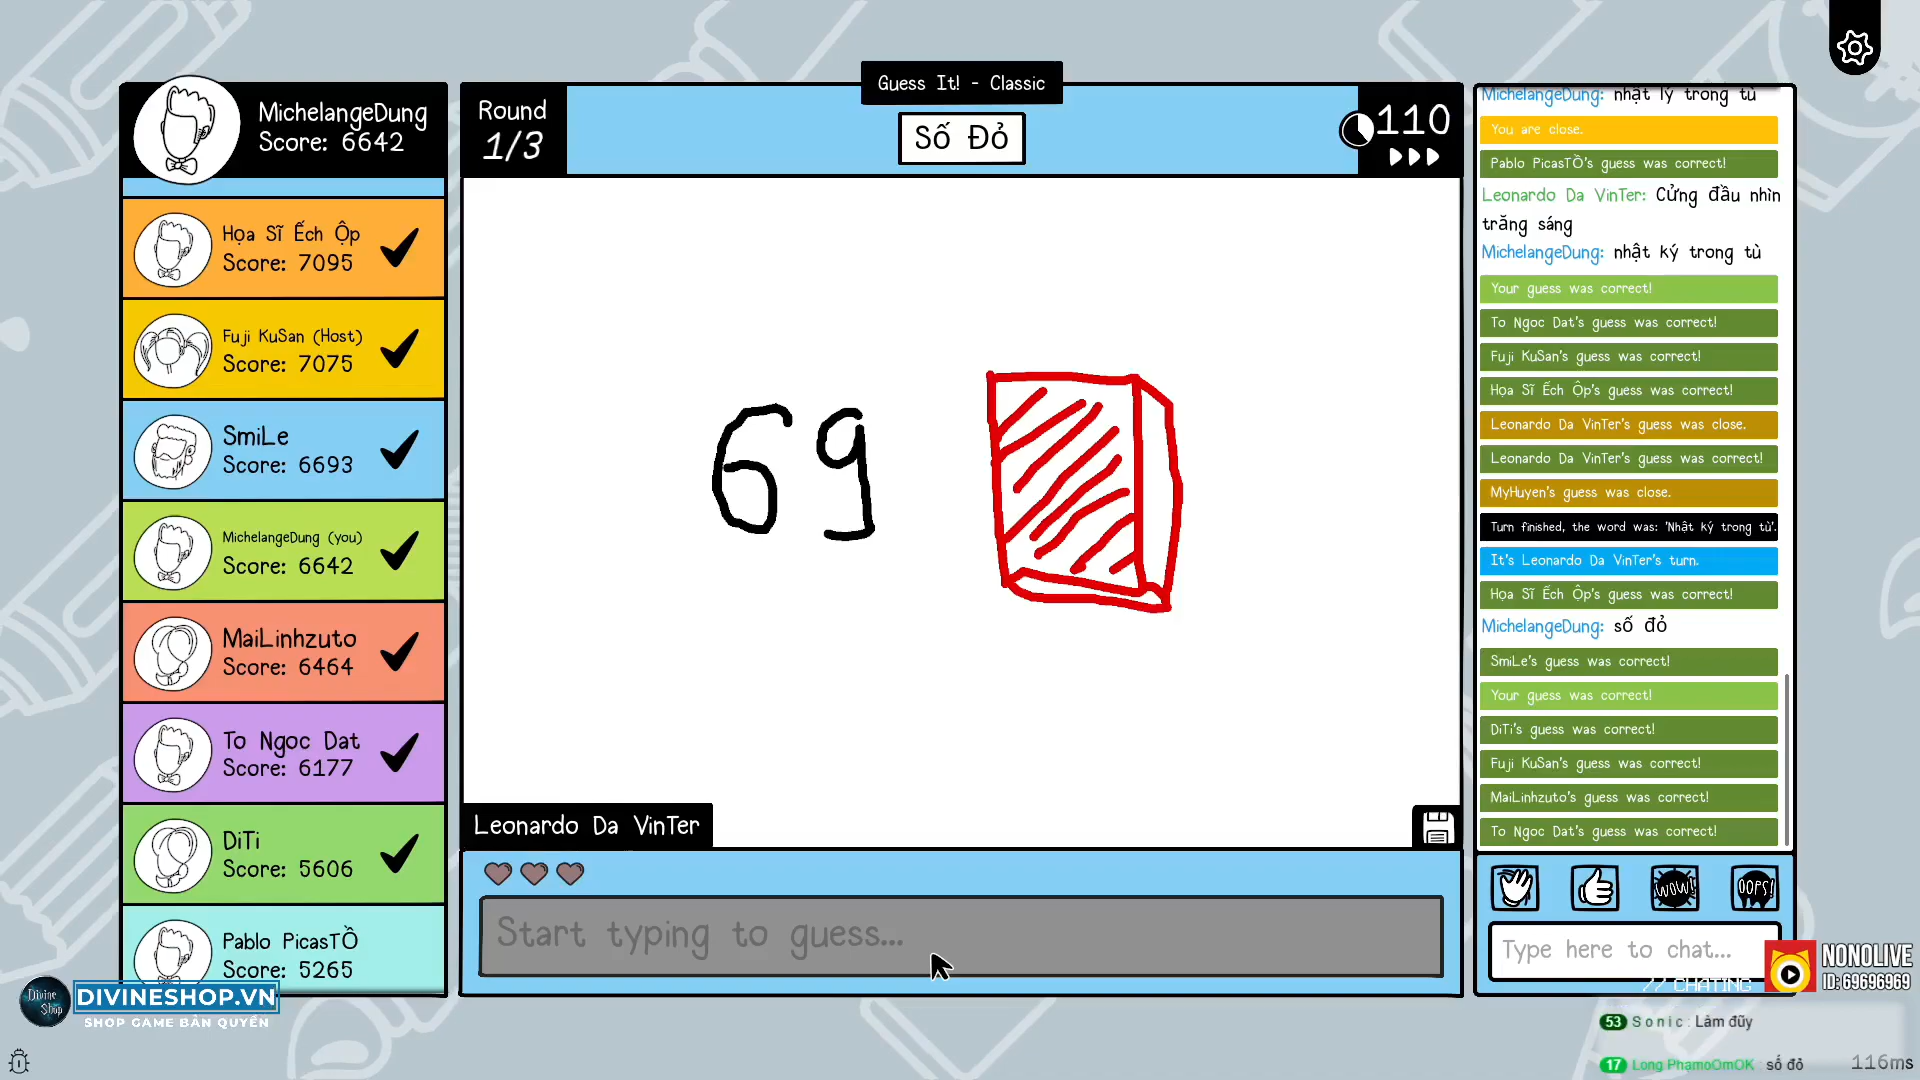 Guess It! - Classic
MichelangeDung
Score: 6642
Round
1/3
Số Đỏ
110
Họa Sĩ Ếch Ộp
Score: 7095
Fuji KuSan (Host)
Score: 7075
SmiLe
Score: 6693
MichelangeDung (you)
Score: 6642
MaiLinhzuto
Score: 6464
To Ngoc Dat
Score: 6177
DiTi
Score: 5606
Pablo PicasTỒ
Score: 5265
69
Leonardo Da VinTer
Start typing to guess...
MichelangeDung: nhật lý trong tù
You are close.
Pablo PicasTỒ's guess was correct!
Leonardo Da VinTer: Cửng đầu nhìn
trăng sáng
MichelangeDung: nhật ký trong tù
Your guess was correct!
To Ngoc Dat's guess was correct!
Fuji KuSan's guess was correct!
Họa Sĩ Ếch Ộp's guess was correct!
Leonardo Da VinTer's guess was close.
Leonardo Da VinTer's guess was correct!
MyHuyen's guess was close.
Turn finished, the word was: 'Nhật ký trong tù'.
It's Leonardo Da VinTer's turn.
Họa Sĩ Ếch Ộp's guess was correct!
MichelangeDung: số đỏ
SmiLe's guess was correct!
Your guess was correct!
DiTi's guess was correct!
Fuji KuSan's guess was correct!
MaiLinhzuto's guess was correct!
To Ngoc Dat's guess was correct!
WOW!
OOPS!
Type here to chat...
// CHATING
NONOLIVE
ID: 69696969
Divine
Shop
DIVINESHOP.VN
SHOP GAME BẢN QUYỀN
53 Sonic: Làm đũy
17 Long PhamoOmOK số đỏ
116ms